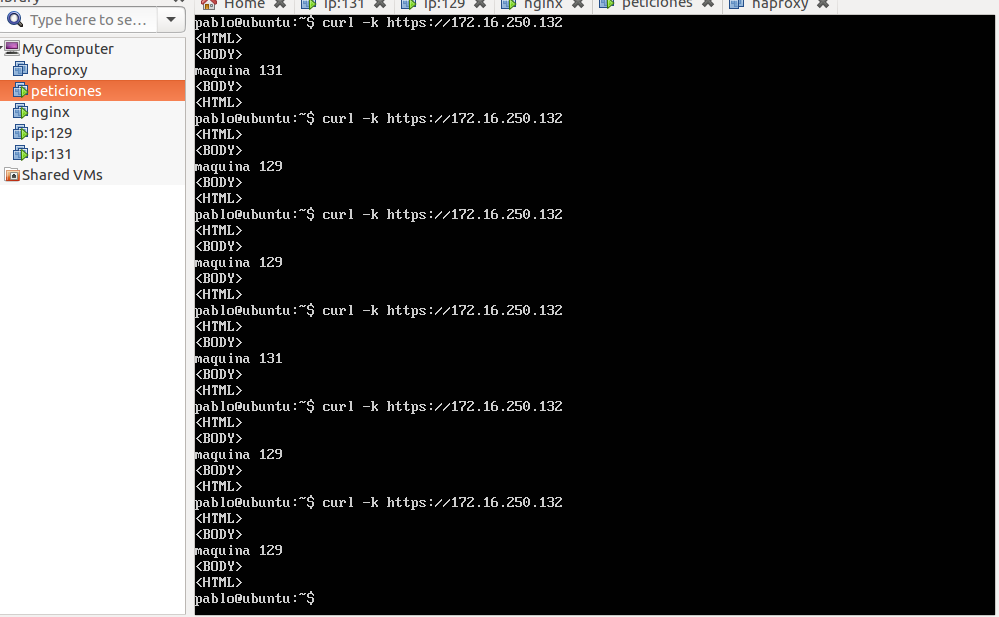 Home ip:131 ip:129 nginx peticiones haproxy
Type here to se...
My Computer
haproxy
peticiones
nginx
ip:129
ip:131
Shared VMs
pablo@ubuntu:~$ curl -k https://172.16.250.132
<HTML>
<BODY>
maquina 131
<BODY>
<HTML>
pablo@ubuntu:~$ curl -k https://172.16.250.132
<HTML>
<BODY>
maquina 129
<BODY>
<HTML>
pablo@ubuntu:~$ curl -k https://172.16.250.132
<HTML>
<BODY>
maquina 129
<BODY>
<HTML>
pablo@ubuntu:~$ curl -k https://172.16.250.132
<HTML>
<BODY>
maquina 131
<BODY>
<HTML>
pablo@ubuntu:~$ curl -k https://172.16.250.132
<HTML>
<BODY>
maquina 129
<BODY>
<HTML>
pablo@ubuntu:~$ curl -k https://172.16.250.132
<HTML>
<BODY>
maquina 129
<BODY>
<HTML>
pablo@ubuntu:~$